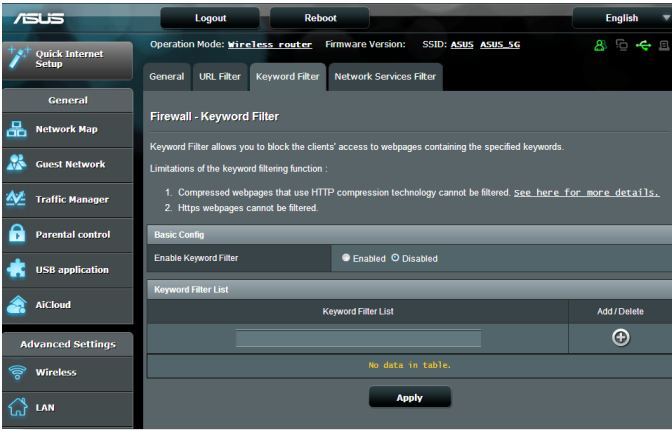 ASUS
Logout
Reboot
English
Quick Internet
Setup
Operation Mode: Wireless router Firmware Version: SSID: ASUS ASUS_5G
General
URL Filter
Keyword Filter
Network Services Filter
General
Network Map
Guest Network
Traffic Manager
Parental control
USB application
AiCloud
Advanced Settings
Wireless
LAN
Firewall - Keyword Filter
Keyword Filter allows you to block the clients' access to webpages containing the specified keywords.
Limitations of the keyword filtering function :
1. Compressed webpages that use HTTP compression technology cannot be filtered. See here for more details.
2. Https webpages cannot be filtered.
Basic Config
Enable Keyword Filter
Enabled Disabled
Keyword Filter List
Keyword Filter List
Add / Delete
No data in table.
Apply